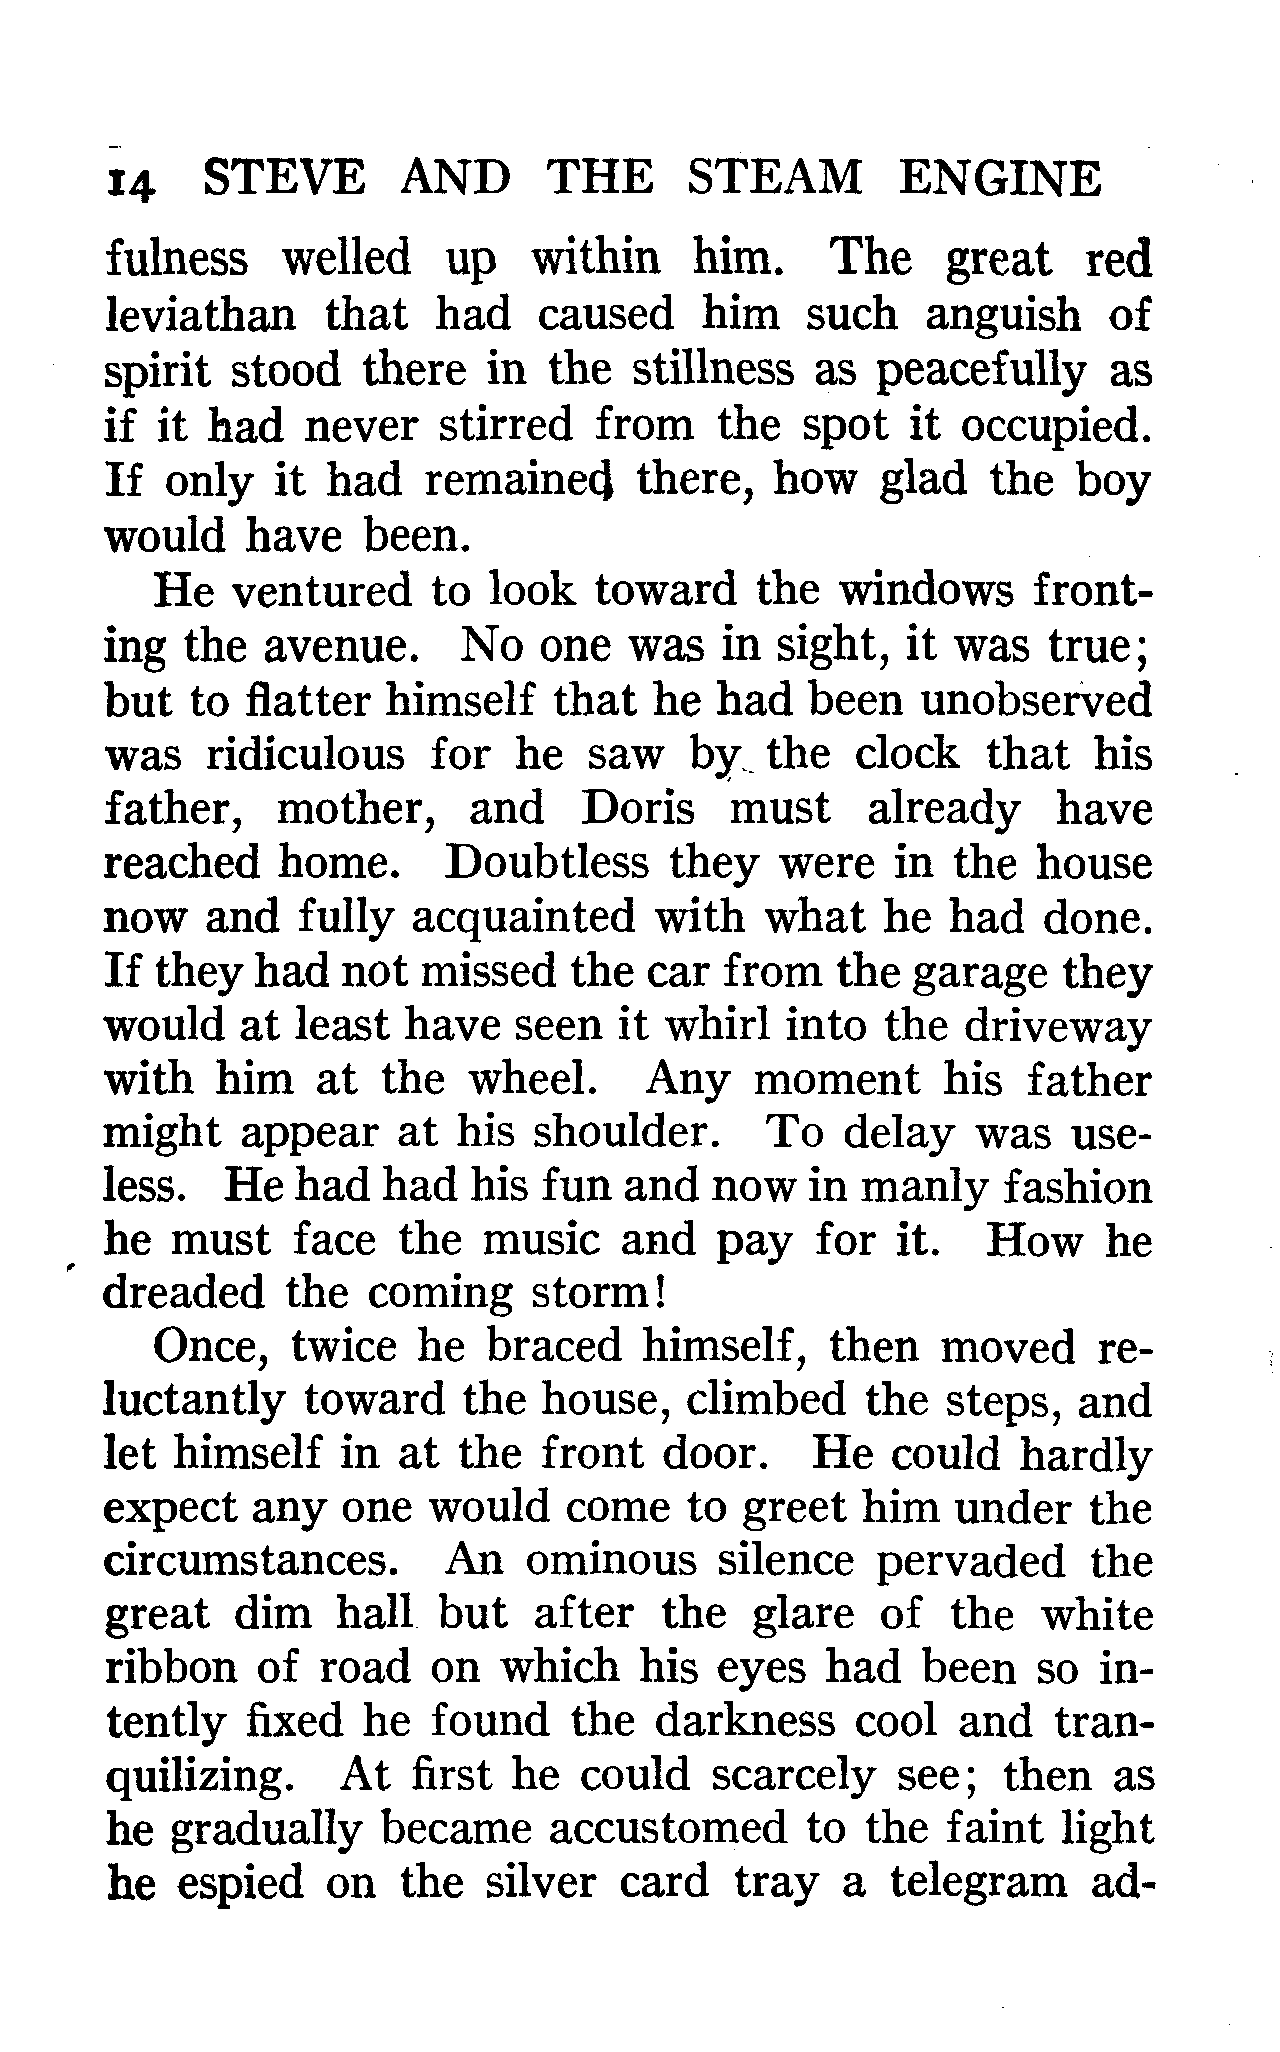 14 STEVE AND THE STEAM ENGINE
fulness welled up within him. The great red
leviathan that had caused him such anguish of
spirit stood there in the stillness as peacefully as
if it had never stirred from the spot it occupied.
If only it had remained there, how glad the boy
would have been.
He ventured to look toward the windows front-
ing the avenue. No one was in sight, it was true;
but to flatter himself that he had been unobserved
was ridiculous for he saw by the clock that his
father, mother, and Doris must already have
reached home. Doubtless they were in the house
now and fully acquainted with what he had done.
If they had not missed the car from the garage they
would at least have seen it whirl into the driveway
with him at the wheel. Any moment his father
might appear at his shoulder. To delay was use-
less. He had had his fun and now in manly fashion
he must face the music and pay for it. How he
dreaded the coming storm!
Once, twice he braced himself, then moved re-
luctantly toward the house, climbed the steps, and
let himself in at the front door. He could hardly
expect any one would come to greet him under the
circumstances. An ominous silence pervaded the
great dim hall but after the glare of the white
ribbon of road on which his eyes had been so in-
tently fixed he found the darkness cool and tran-
quilizing. At first he could scarcely see; then as
he gradually became accustomed to the faint light
he espied on the silver card tray a telegram ad-